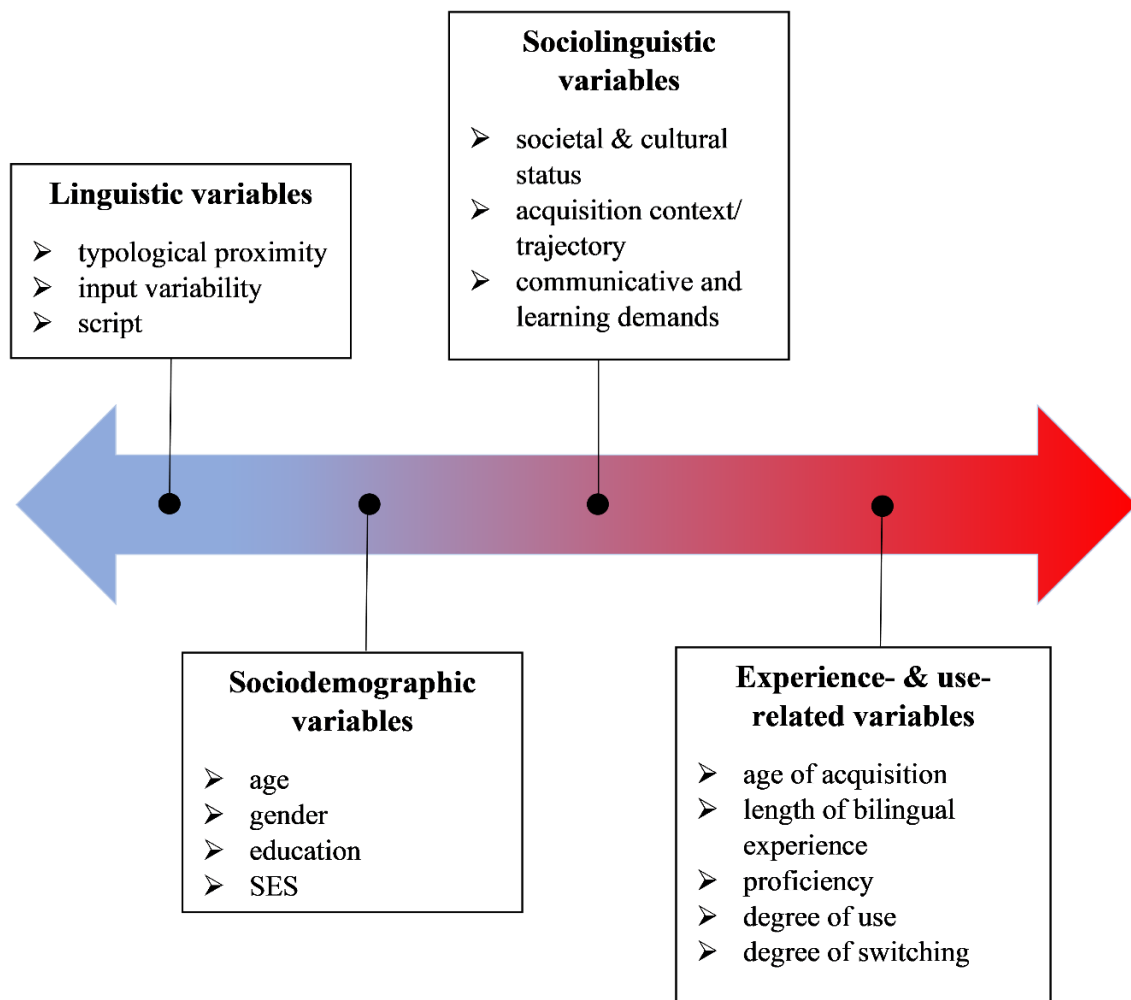 Linguistic variables
➢ typological proximity
➢ input variability
➢ script
Sociolinguistic
variables
➢ societal & cultural
status
➢ acquisition context/
trajectory
➢ communicative and
learning demands
Sociodemographic
variables
➢ age
➢ gender
➢ education
➢ SES
Experience- & use-
related variables
➢ age of acquisition
➢ length of bilingual
experience
➢ proficiency
➢ degree of use
➢ degree of switching